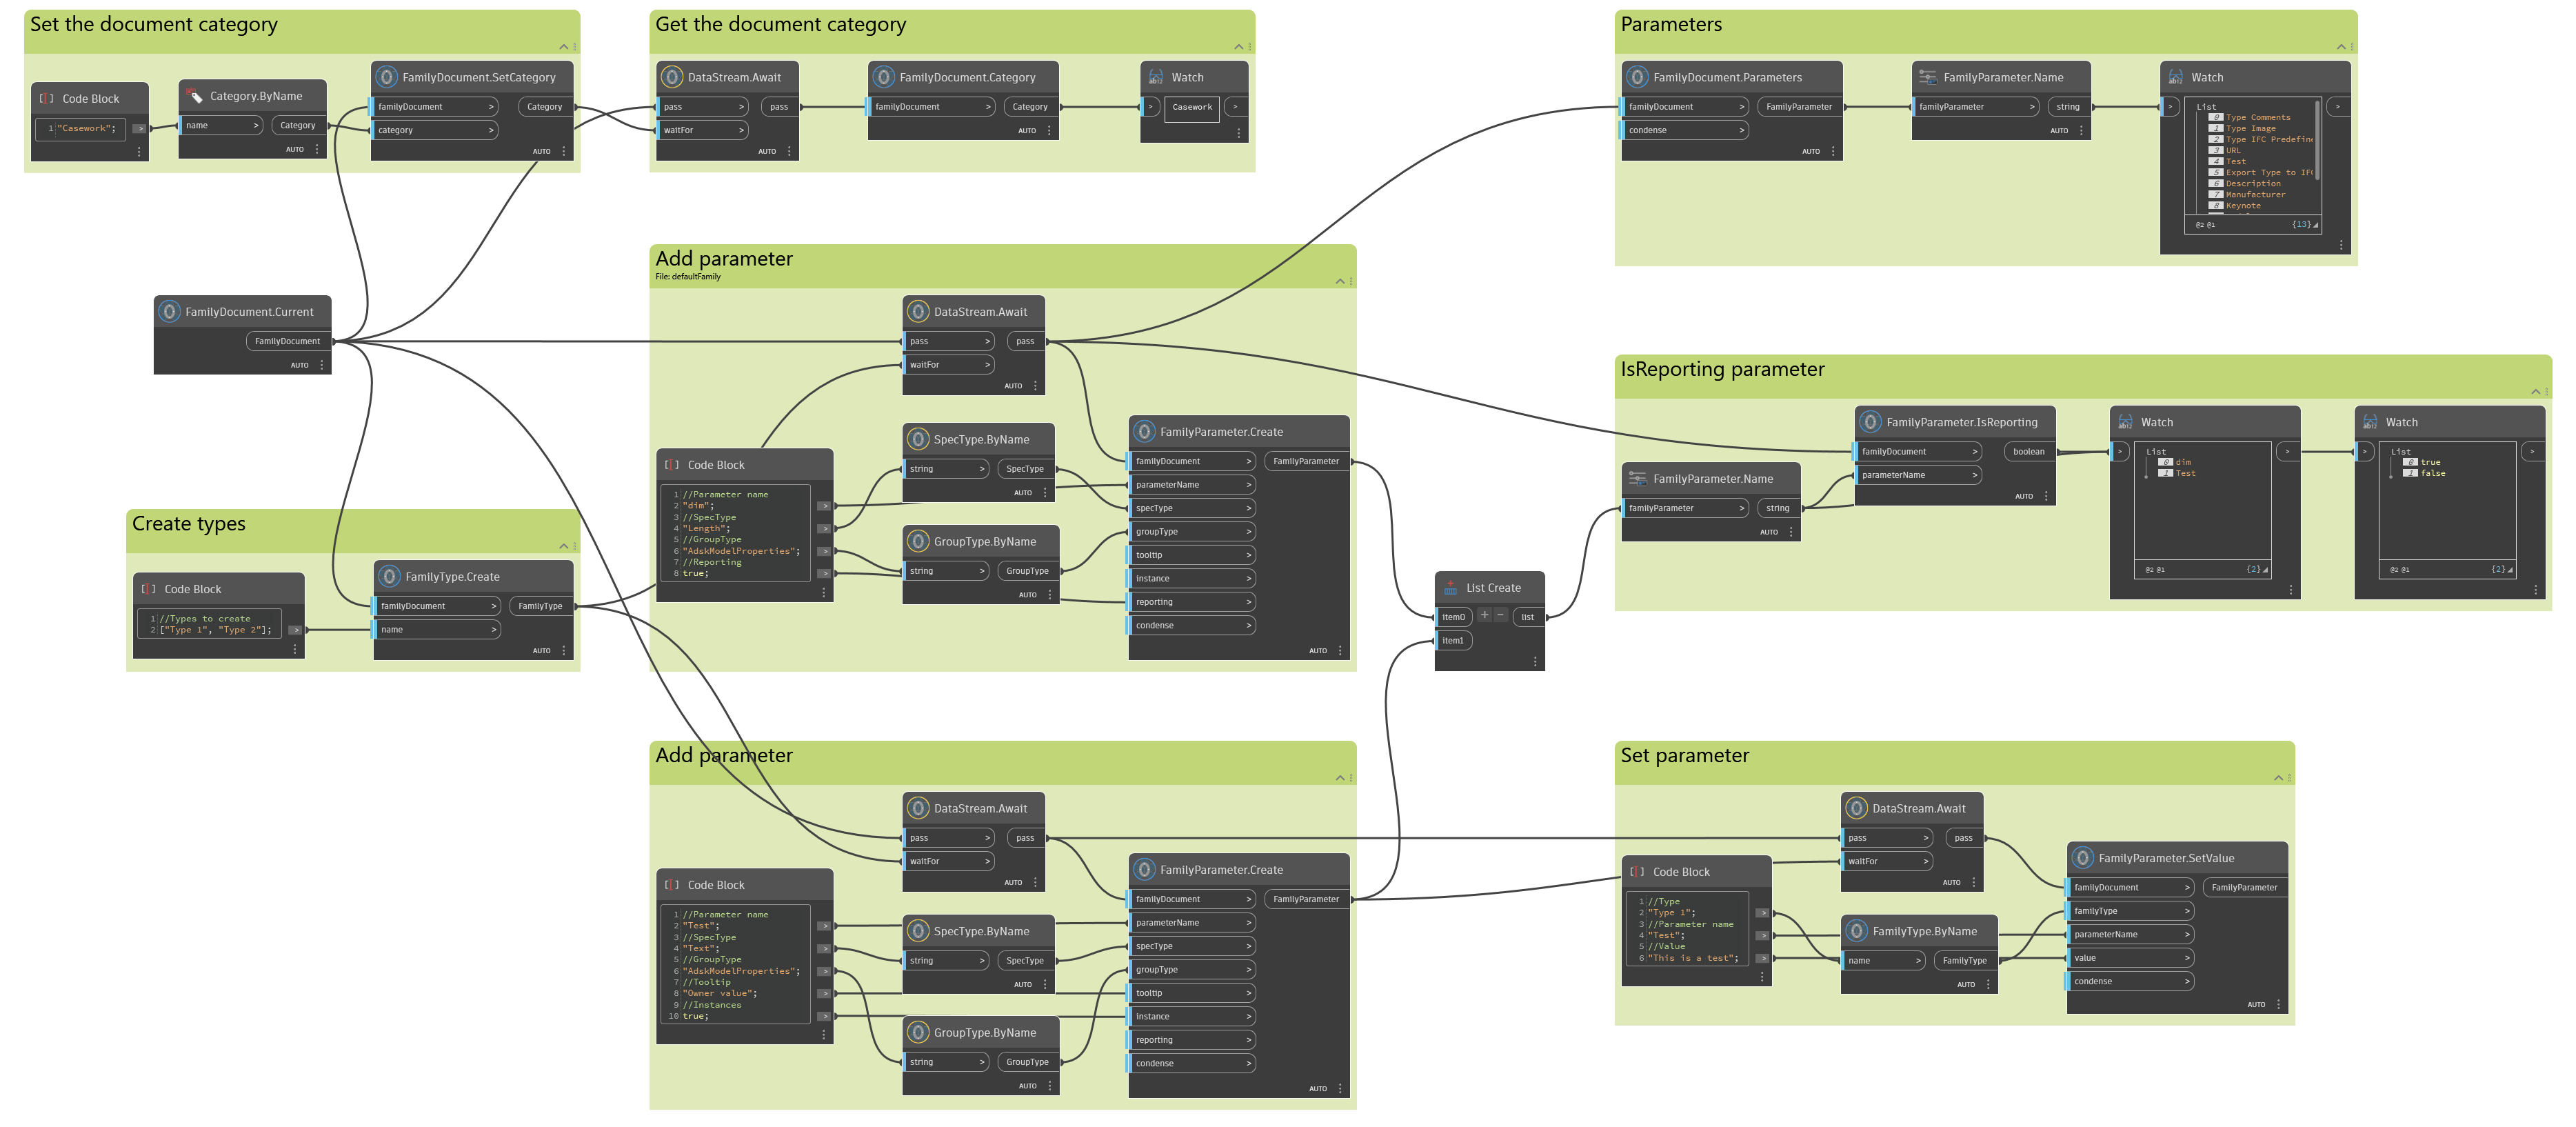 Set the document category
Code Block
1 "Casework";
>
Category.ByName
name >
Category
AUTO
FamilyDocument.SetCategory
familyDocument >
Category
category >
AUTO
Get the document category
DataStream.Await
pass >
pass
waitFor >
AUTO
FamilyDocument.Category
familyDocument >
Category
AUTO
Watch
> Casework >
Parameters
FamilyDocument.Parameters
familyDocument >
FamilyParameter
condense >
AUTO
FamilyParameter.Name
familyParameter >
string
AUTO
Watch
> >
List
0 Type Comments
1 Type Image
2 Type IFC Predefine
3 URL
4 Test
5 Export Type to IFC
6 Description
7 Manufacturer
8 Keynote
@2 @1 {13}
FamilyDocument.Current
FamilyDocument
AUTO
Create types
Code Block
1 //Types to create
2 ["Type 1", "Type 2"];
>
FamilyType.Create
familyDocument >
FamilyType
name >
AUTO
Add parameter
File: defaultFamily
DataStream.Await
pass >
pass
waitFor >
AUTO
Code Block
1 //Parameter name
2 "dim";
3 //SpecType
4 "Length";
5 //GroupType
6 "AdskModelProperties";
7 //Reporting
8 true;
>
>
>
>
SpecType.ByName
string >
SpecType
AUTO
GroupType.ByName
string >
GroupType
AUTO
FamilyParameter.Create
familyDocument >
FamilyParameter
parameterName >
specType >
groupType >
tooltip >
instance >
reporting >
condense >
AUTO
IsReporting parameter
FamilyParameter.Name
familyParameter >
string
AUTO
FamilyParameter.IsReporting
familyDocument >
boolean
parameterName >
AUTO
Watch
> >
List
0 dim
1 Test
@2 @1 {2}
Watch
> >
List
0 true
1 false
@2 @1 {2}
List Create
item0 + -
list
item1
Add parameter
DataStream.Await
pass >
pass
waitFor >
AUTO
Code Block
1 //Parameter name
2 "Test";
3 //SpecType
4 "Text";
5 //GroupType
6 "AdskModelProperties";
7 //Tooltip
8 "Owner value";
9 //Instances
10 true;
>
>
>
>
>
SpecType.ByName
string >
SpecType
AUTO
GroupType.ByName
string >
GroupType
AUTO
FamilyParameter.Create
familyDocument >
FamilyParameter
parameterName >
specType >
groupType >
tooltip >
instance >
reporting >
condense >
AUTO
Set parameter
DataStream.Await
pass >
pass
waitFor >
AUTO
Code Block
1 //Type
2 "Type 1";
3 //Parameter name
4 "Test";
5 //Value
6 "This is a test";
>
>
>
FamilyType.ByName
name >
FamilyType
AUTO
FamilyParameter.SetValue
familyDocument >
FamilyParameter
familyType >
parameterName >
value >
condense >
AUTO